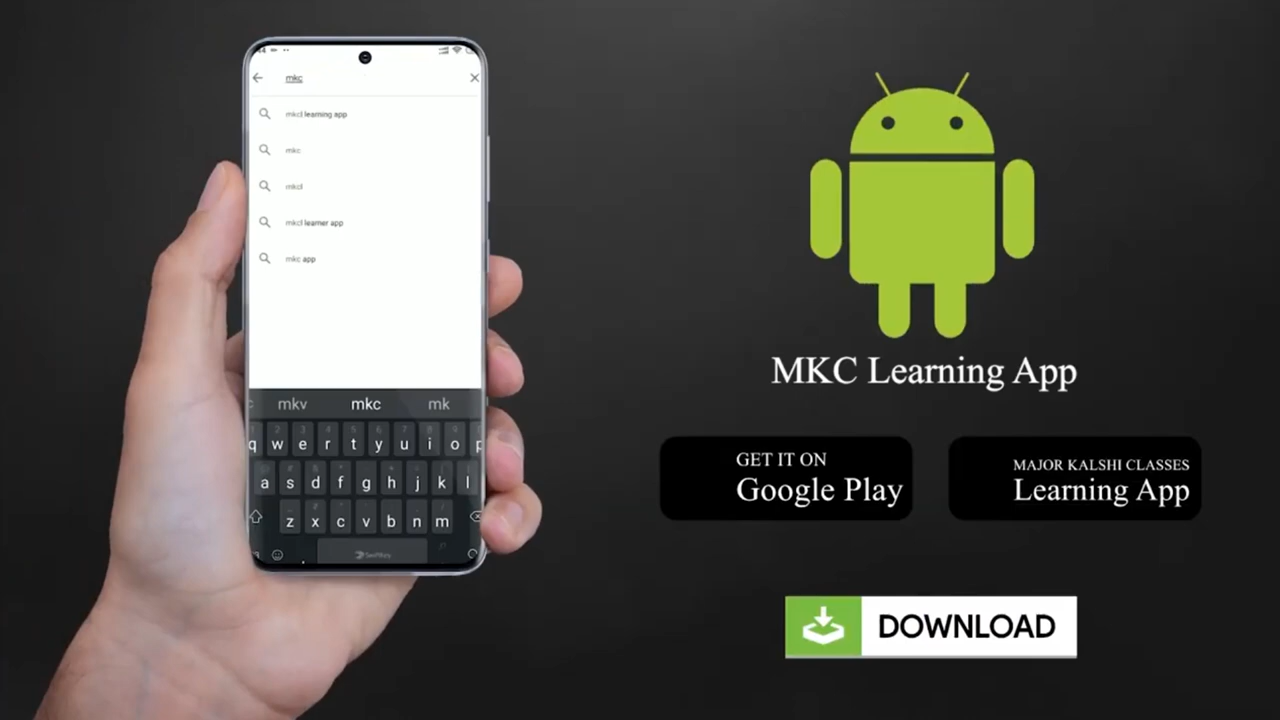 mkc
mkcl learning app
mkc
mkcl
mkcl learner app
mkc app
mkv mkc mk
q w e r t y u i o p
a s d f g h j k l
z x c v b n m
SwiftKey
MKC Learning App
GET IT ON
Google Play
MAJOR KALSHI CLASSES
Learning App
DOWNLOAD